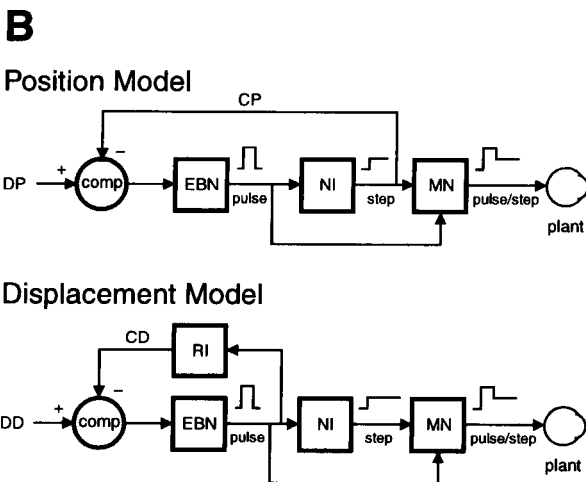 B
Position Model
CP
DP + − comp EBN pulse NI step MN pulse/step plant
Displacement Model
CD RI
DD + − comp EBN pulse NI step MN pulse/step plant